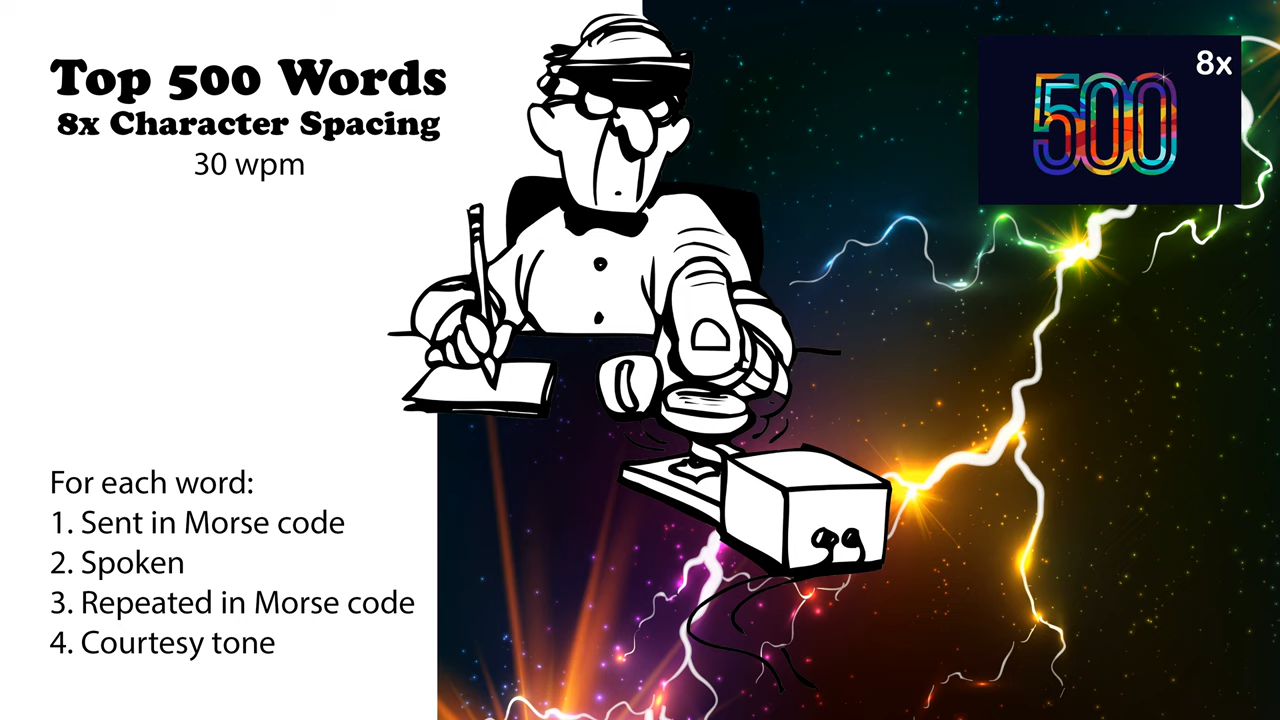 Top 500 Words
8x Character Spacing
30 wpm
8x
500
For each word:
1. Sent in Morse code
2. Spoken
3. Repeated in Morse code
4. Courtesy tone